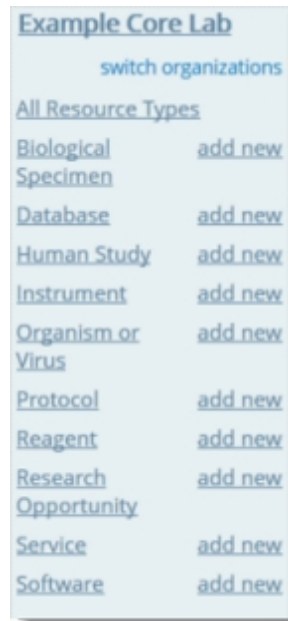 Example Core Lab
switch organizations
All Resource Types
Biological add new
Specimen
Database add new
Human Study add new
Instrument add new
Organism or add new
Virus
Protocol add new
Reagent add new
Research add new
Opportunity
Service add new
Software add new